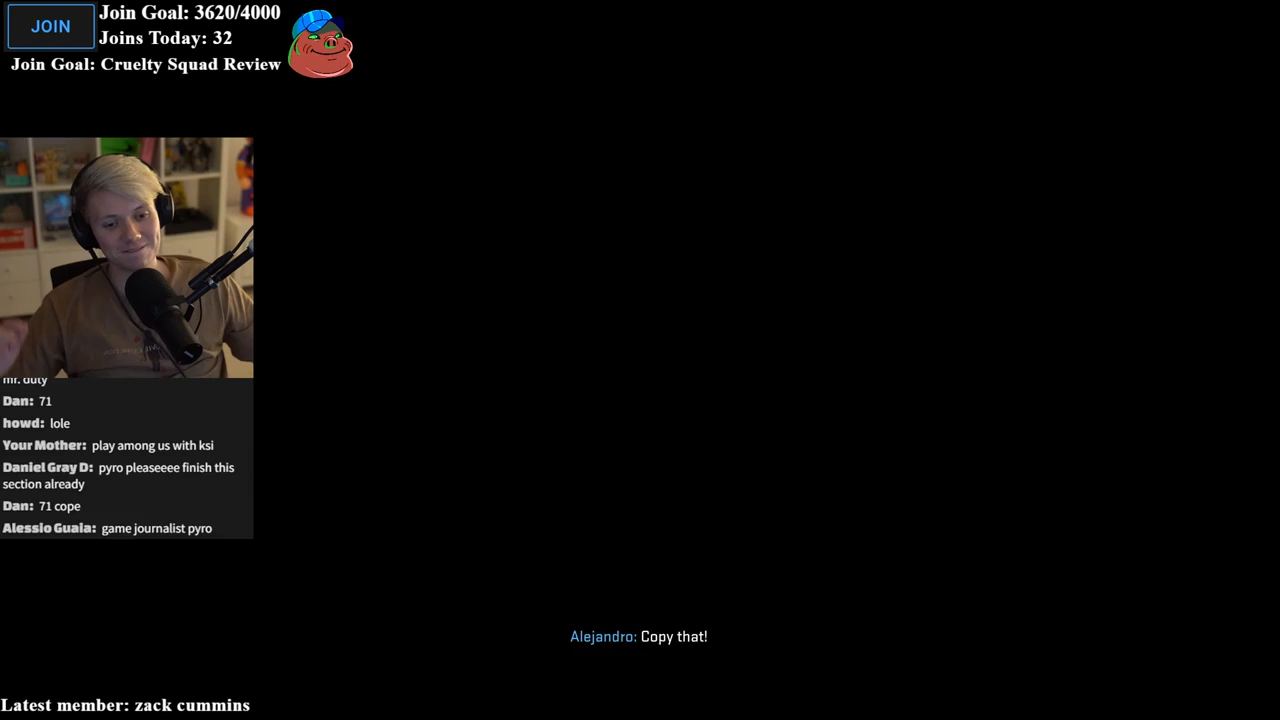 JOIN
Join Goal: 3620/4000
Joins Today: 32
Join Goal: Cruelty Squad Review
mr. duty
Dan: 71
howd: lole
Your Mother: play among us with ksi
Daniel Gray D: pyro pleaseeee finish this
section already
Dan: 71 cope
Alessio Guaia: game journalist pyro
Alejandro: Copy that!
Latest member: zack cummins